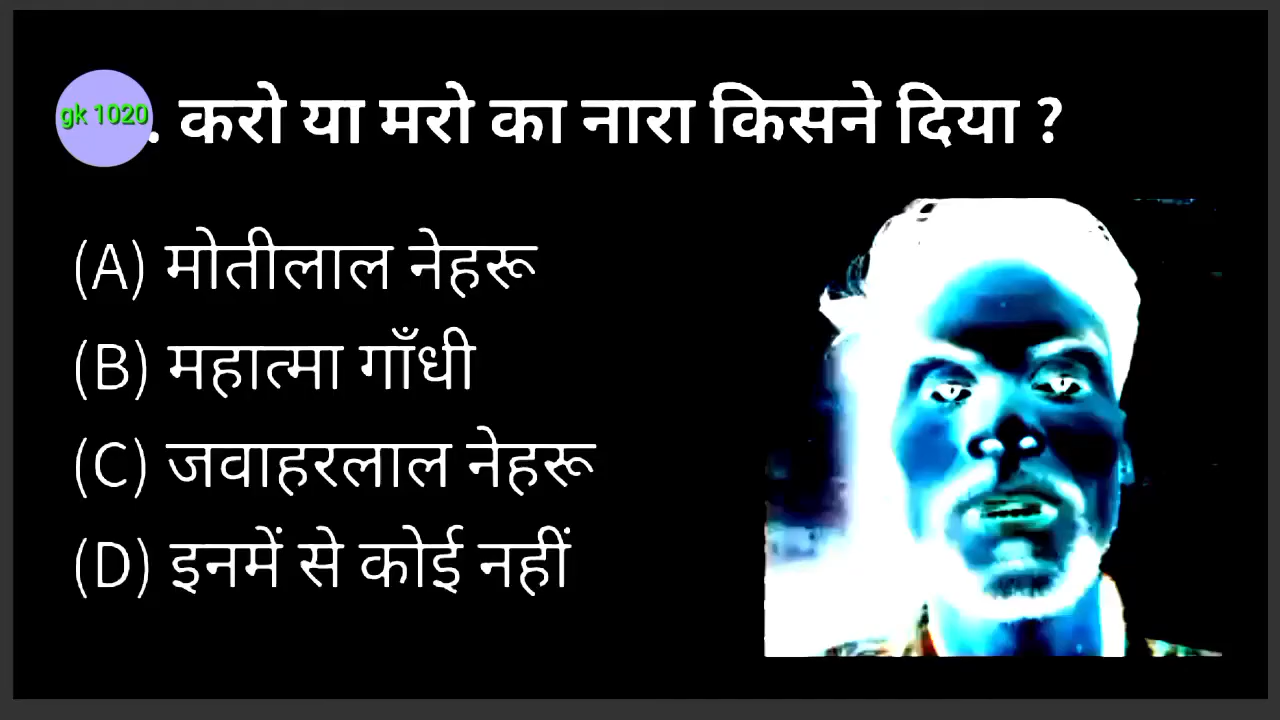 gk 1020
. करो या मरो का नारा किसने दिया ?
(A) मोतीलाल नेहरू
(B) महात्मा गाँधी
(C) जवाहरलाल नेहरू
(D) इनमें से कोई नहीं